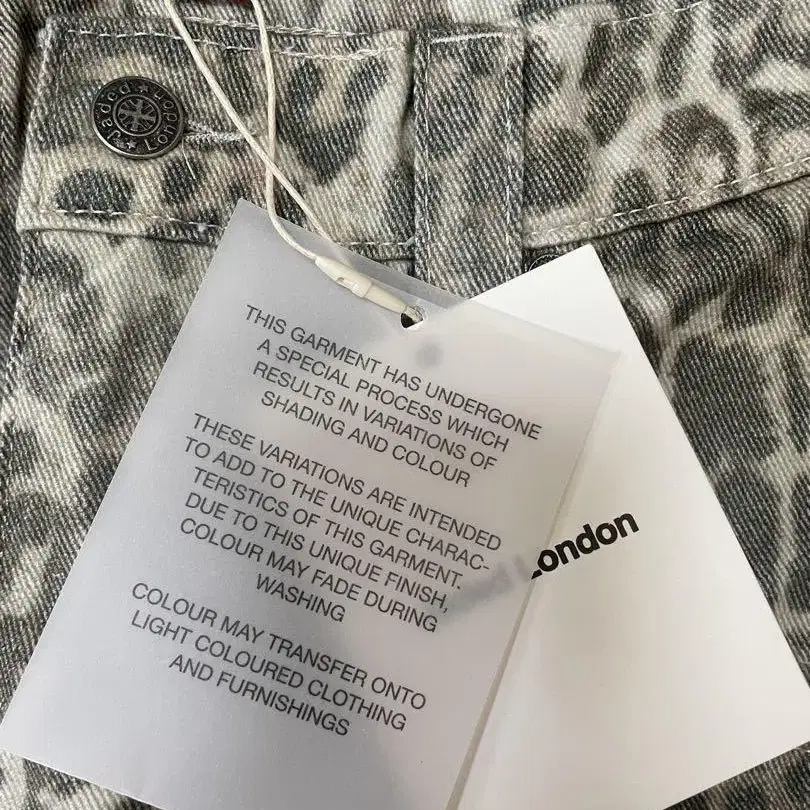 Jaded London
THIS GARMENT HAS UNDERGONE
A SPECIAL PROCESS WHICH
RESULTS IN VARIATIONS OF
SHADING AND COLOUR
THESE VARIATIONS ARE INTENDED
TO ADD TO THE UNIQUE CHARAC-
TERISTICS OF THIS GARMENT.
DUE TO THIS UNIQUE FINISH,
COLOUR MAY FADE DURING
WASHING
COLOUR MAY TRANSFER ONTO
LIGHT COLOURED CLOTHING
AND FURNISHINGS
London